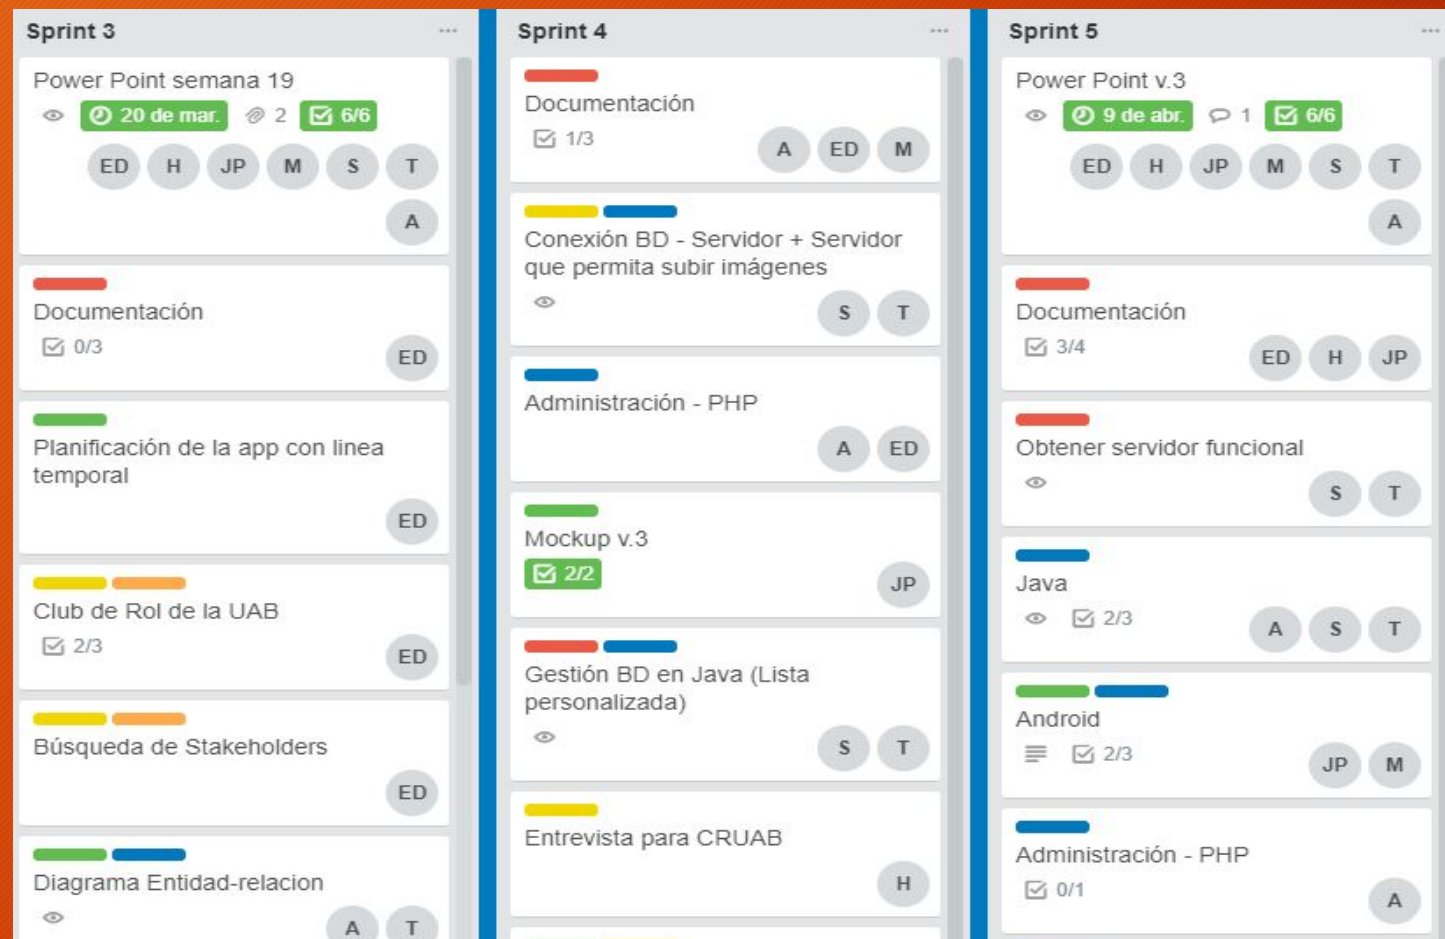 Sprint 3
Power Point semana 19
20 de mar. 2 6/6
ED H JP M S T
A
Documentación
0/3
ED
Planificación de la app con linea
temporal
ED
Club de Rol de la UAB
2/3
ED
Búsqueda de Stakeholders
ED
Diagrama Entidad-relacion
A T
Sprint 4
Documentación
1/3
A ED M
Conexión BD - Servidor + Servidor
que permita subir imágenes
S T
Administración - PHP
A ED
Mockup v.3
2/2
JP
Gestión BD en Java (Lista
personalizada)
S T
Entrevista para CRUAB
H
Sprint 5
Power Point v.3
9 de abr. 1 6/6
ED H JP M S T
A
Documentación
3/4
ED H JP
Obtener servidor funcional
S T
Java
2/3
A S T
Android
2/3
JP M
Administración - PHP
0/1
A